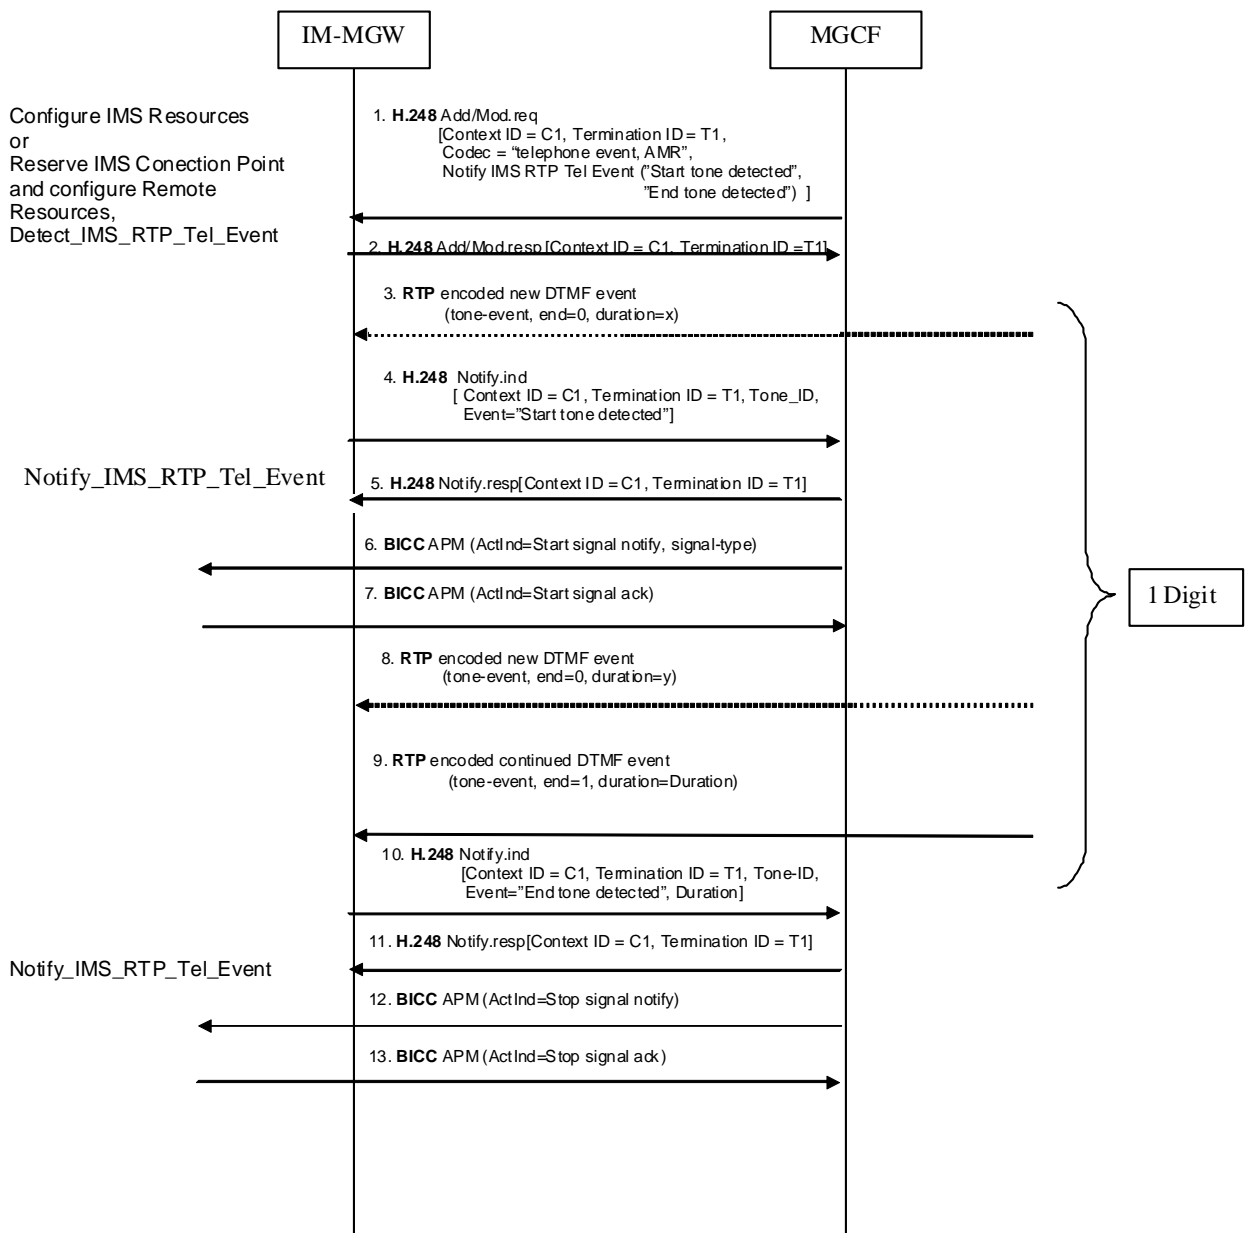 IM-MGW
MGCF
Configure IMS Resources
or
Reserve IMS Conection Point
and configure Remote
Resources,
Detect_IMS_RTP_Tel_Event
1. H.248 Add/Mod.req
[Context ID = C1, Termination ID= T1,
Codec = “telephone event, AMR”,
Notify IMS RTP Tel Event (”Start tone detected”,
”End tone detected”) ]
2. H.248 Add/Mod.resp [Context ID = C1, Termination ID =T1]
3. RTP encoded new DTMF event
(tone-event, end=0, duration=x)
4. H.248 Notify.ind
[ Context ID = C1, Termination ID = T1, Tone_ID,
Event=”Start tone detected”]
Notify_IMS_RTP_Tel_Event
5. H.248 Notify.resp[Context ID = C1, Termination ID = T1]
6. BICC APM (ActInd=Start signal notify, signal-type)
7. BICC APM (ActInd=Start signal ack)
1 Digit
8. RTP encoded new DTMF event
(tone-event, end=0, duration=y)
9. RTP encoded continued DTMF event
(tone-event, end=1, duration=Duration)
10. H.248 Notify.ind
[Context ID = C1, Termination ID = T1, Tone-ID,
Event=”End tone detected”, Duration]
11. H.248 Notify.resp[Context ID = C1, Termination ID = T1]
Notify_IMS_RTP_Tel_Event
12. BICC APM (ActInd=Stop signal notify)
13. BICC APM (ActInd=Stop signal ack)